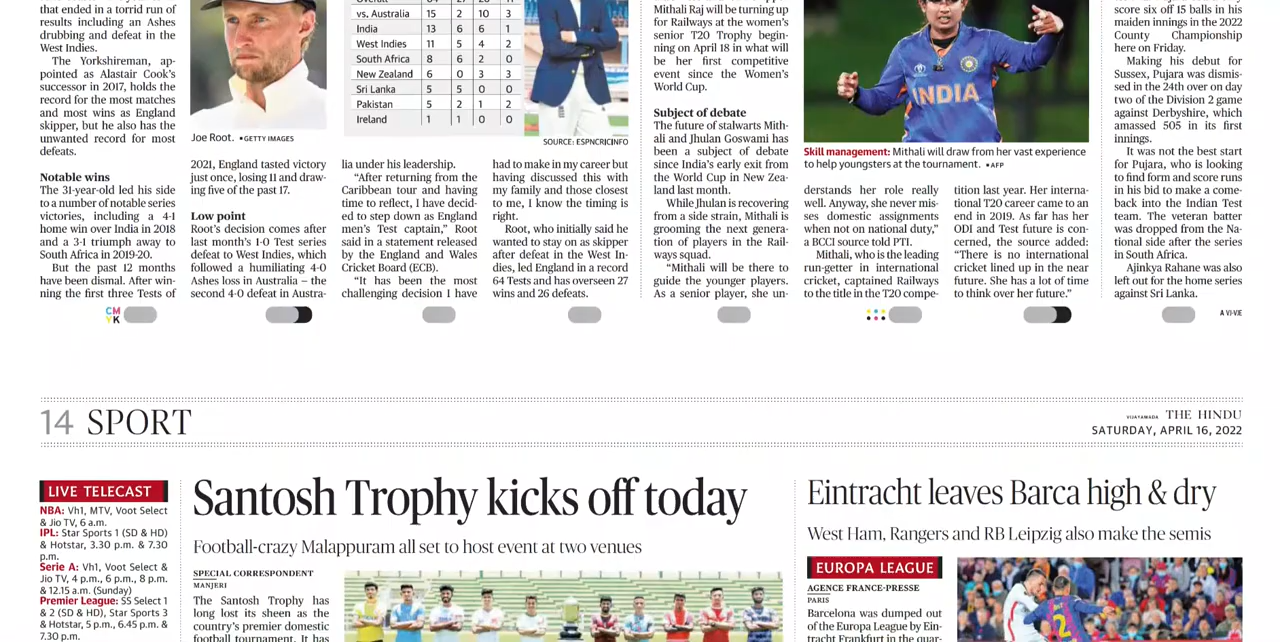 that ended in a torrid run of
results including an Ashes
drubbing and defeat in the
West Indies.
The Yorkshireman, ap-
pointed as Alastair Cook's
successor in 2017, holds the
record for the most matches
and most wins as England
skipper, but he also has the
unwanted record for most
defeats.
Notable wins
The 31-year-old led his side
to a number of notable series
victories, including a 4-1
home win over India in 2018
and a 3-1 triumph away to
South Africa in 2019-20.
But the past 12 months
have been dismal. After win-
ning the first three Tests of
Joe Root. •GETTY IMAGES
2021, England tasted victory
just once, losing 11 and draw-
ing five of the past 17.
Low point
Root's decision comes after
last month's 1-0 Test series
defeat to West Indies, which
followed a humiliating 4-0
Ashes loss in Australia – the
second 4-0 defeat in Austra-
vs. Australia 15 2 10 3
India 13 6 6 1
West Indies 11 5 4 2
South Africa 8 6 2 0
New Zealand 6 0 3 3
Sri Lanka 5 5 0 0
Pakistan 5 2 1 2
Ireland 1 1 0 0
SOURCE: ESPNCRICINFO
lia under his leadership.
"After returning from the
Caribbean tour and having
time to reflect, I have decid-
ed to step down as England
men's Test captain," Root
said in a statement released
by the England and Wales
Cricket Board (ECB).
"It has been the most
challenging decision I have
had to make in my career but
having discussed this with
my family and those closest
to me, I know the timing is
right.
Root, who initially said he
wanted to stay on as skipper
after defeat in the West In-
dies, led England in a record
64 Tests and has overseen 27
wins and 26 defeats.
Mithali Raj will be turning up
for Railways at the women's
senior T20 Trophy begin-
ning on April 18 in what will
be her first competitive
event since the Women's
World Cup.
Subject of debate
The future of stalwarts Mith-
ali and Jhulan Goswami has
been a subject of debate
since India's early exit from
the World Cup in New Zea-
land last month.
While Jhulan is recovering
from a side strain, Mithali is
grooming the next genera-
tion of players in the Rail-
ways squad.
"Mithali will be there to
guide the younger players.
As a senior player, she un-
INDIA
Skill management: Mithali will draw from her vast experience
to help youngsters at the tournament. •AFP
derstands her role really
well. Anyway, she never mis-
ses domestic assignments
when not on national duty,"
a BCCI source told PTI.
Mithali, who is the leading
run-getter in international
cricket, captained Railways
to the title in the T20 compe-
tition last year. Her interna-
tional T20 career came to an
end in 2019. As far as her
ODI and Test future is con-
cerned, the source added:
"There is no international
cricket lined up in the near
future. She has a lot of time
to think over her future."
score six off 15 balls in his
maiden innings in the 2022
County Championship
here on Friday.
Making his debut for
Sussex, Pujara was dismis-
sed in the 24th over on day
two of the Division 2 game
against Derbyshire, which
amassed 505 in its first
innings.
It was not the best start
for Pujara, who is looking
to find form and score runs
in his bid to make a come-
back into the Indian Test
team. The veteran batter
was dropped from the Na-
tional side after the series
in South Africa.
Ajinkya Rahane was also
left out for the home series
against Sri Lanka.
CM
YK
A VJ-VJE
14 SPORT
VIJAYAWADA THE HINDU
SATURDAY, APRIL 16, 2022
LIVE TELECAST
NBA: Vh1, MTV, Voot Select
& Jio TV, 6 a.m.
IPL: Star Sports 1 (SD & HD)
& Hotstar, 3.30 p.m. & 7.30
p.m.
Serie A: Vh1, Voot Select &
Jio TV, 4 p.m., 6 p.m., 8 p.m.
& 12.15 a.m. (Sunday)
Premier League: SS Select 1
& 2 (SD & HD), Star Sports 3
& Hotstar, 5 p.m., 6.45 p.m. &
7.30 p.m.
Santosh Trophy kicks off today
Football-crazy Malappuram all set to host event at two venues
SPECIAL CORRESPONDENT
MANJERI
The Santosh Trophy has
long lost its sheen as the
country's premier domestic
football tournament. It has
Eintracht leaves Barca high & dry
West Ham, Rangers and RB Leipzig also make the semis
EUROPA LEAGUE
AGENCE FRANCE-PRESSE
PARIS
Barcelona was dumped out
of the Europa League by Ein-
tracht Frankfurt in the quar-
2